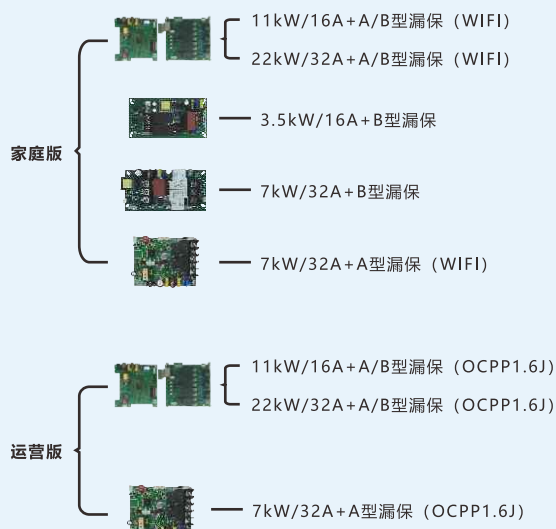 11kW/16A+A/B型漏保（WIFI）
22kW/32A+A/B型漏保（WIFI）
3.5kW/16A+B型漏保
家庭版
7kW/32A+B型漏保
7kW/32A+A型漏保（WIFI）
11kW/16A+A/B型漏保（OCPP1.6J）
22kW/32A+A/B型漏保（OCPP1.6J）
运营版
7kW/32A+A型漏保（OCPP1.6J）